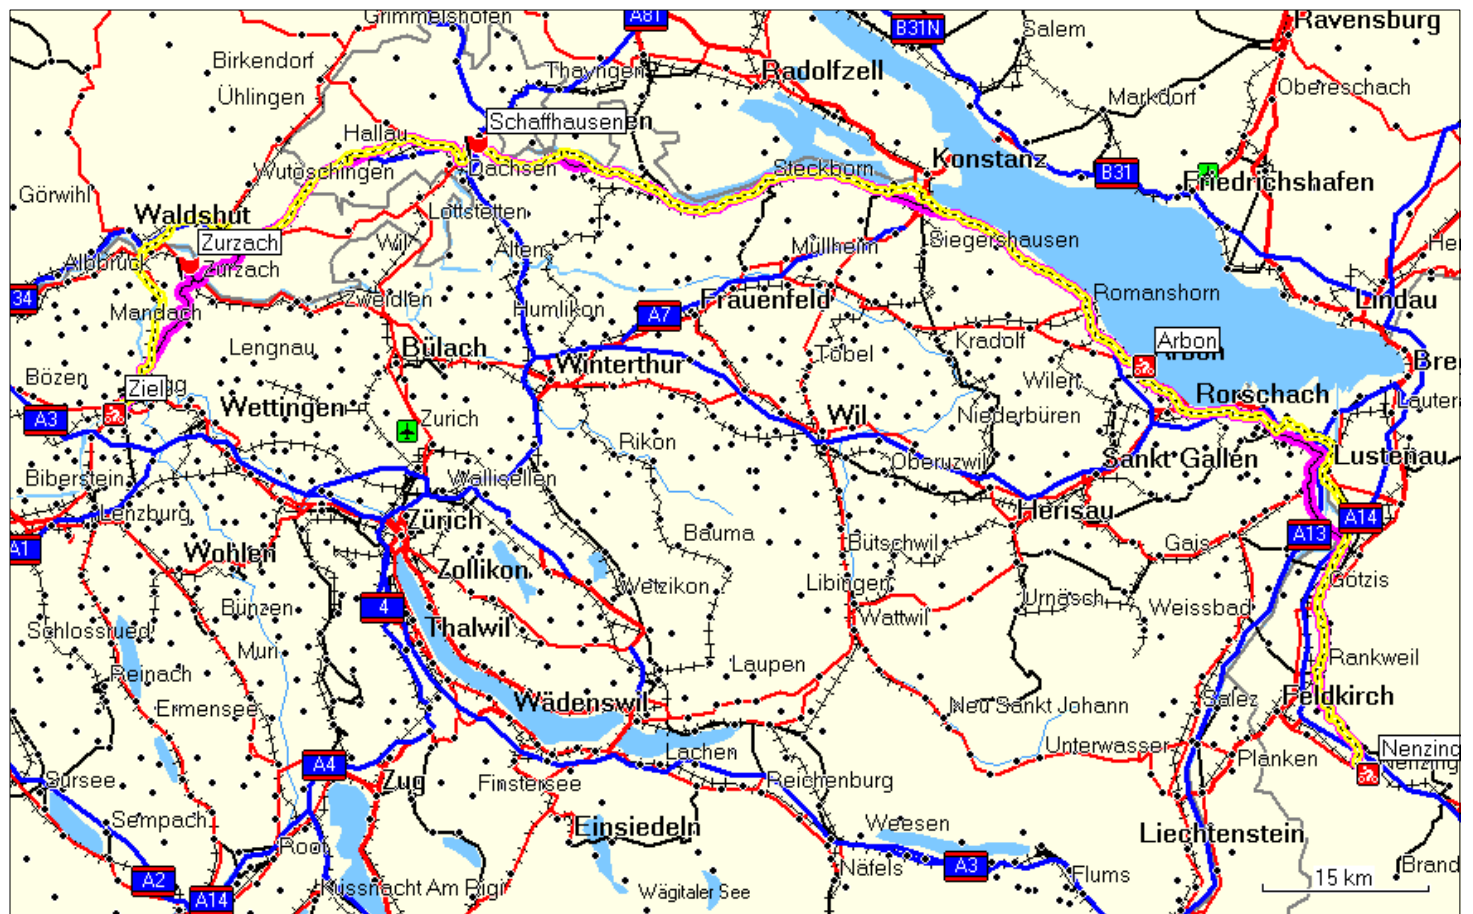 Grimmelshofen
A81
B31N
Salem
Ravensburg
Birkendorf
Thayngen
Radolfzell
Ühlingen
Markdorf
Obereschach
Schaffhausen
en
Hallau
Konstanz
Wutöschingen
Dachsen
Steckborn
B31
Friedrichshafen
Görwihl
Waldshut
Lottstetten
Zurzach
Wil
Alten
Müllheim
Siegershausen
Albbruck
Zurzach
34
Mandach
Zweidlen
Humlikon
A7
Frauenfeld
Romanshorn
Lindau
Lengnau
Bülach
Winterthur
Tobel
Kradolf
Arbon
Arbon
Bre
Bözen
Ziel
Wettingen
Wilen
Rorschach
A3
Zurich
Wil
Niederbüren
Rikon
Biberstein
Wallisellen
Oberuzwil
Sankt Gallen
Lustenau
Lenzburg
Zürich
Herisau
A14
A1
Wohlen
Zollikon
Bauma
Bütschwil
Gais
A13
Wetzikon
Libingen
Götzis
Bünzen
4
Thalwil
Wattwil
Urnäsch
Weissbad
Schlossrued
Muri
Laupen
Rankweil
Reinach
Ermensee
Wädenswil
Neu Sankt Johann
Salez
Feldkirch
Lachen
Unterwasser
Planken
Nenzing
Nenzing
Sursee
A4
Zug
Finstersee
Reichenburg
Sempach
Einsiedeln
Weesen
Liechtenstein
Root
A2
A14
Küssnacht Am Rigi
Wägitaler See
Näfels
A3
Flums
Brand
15 km